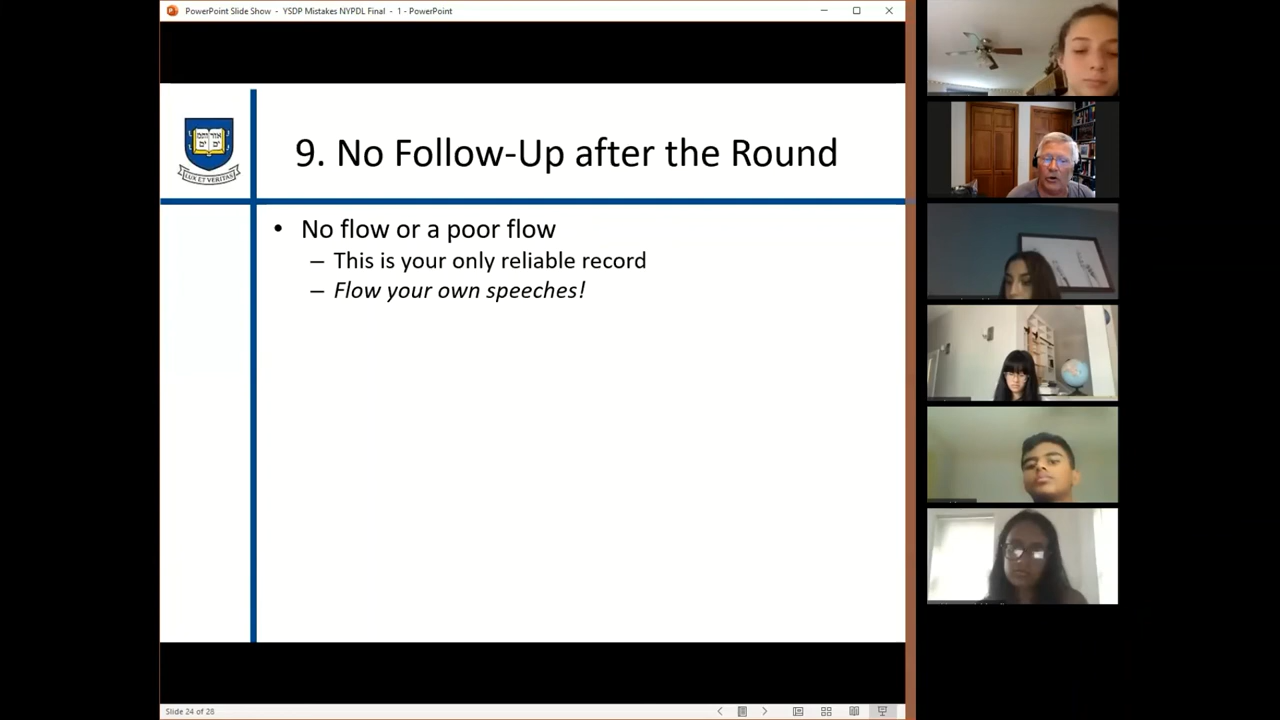 PowerPoint Slide Show - YSDP Mistakes NYPDL Final - 1 - PowerPoint
9. No Follow-Up after the Round
LUX ET VERITAS
• No flow or a poor flow
– This is your only reliable record
– Flow your own speeches!
Slide 24 of 28